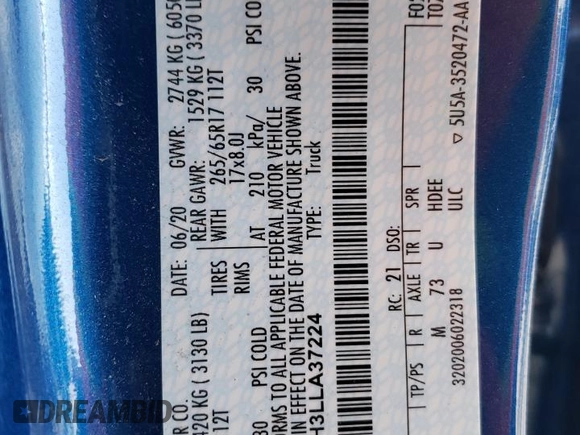 R CO.
DATE: 06/20 GVWR: 2744 KG ( 6050
420 KG ( 3130 LB) REAR GAWR: 1529 KG ( 3370 L
112T TIRES WITH 265/65R17 112T
RIMS 17x8.0J
30 PSI COLD AT 210 kPa/ 30 PSI CO
ORMS TO ALL APPLICABLE FEDERAL MOTOR VEHICLE
IN EFFECT ON THE DATE OF MANUFACTURE SHOWN ABOVE.
H3LLA37224 TYPE: Truck
RC: 21 DSO:
TP/PS R AXLE TR SPR
M 73 U HDEE
ULC
3202006022318
▽ 5U5A-3520472-AA
DREAMBID